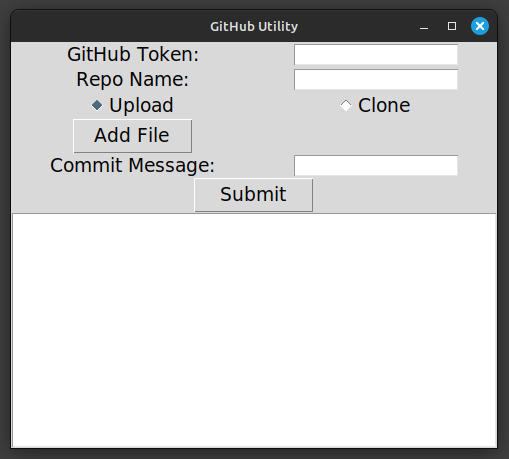 GitHub Utility
GitHub Token:
Repo Name:
Upload Clone
Add File
Commit Message:
Submit